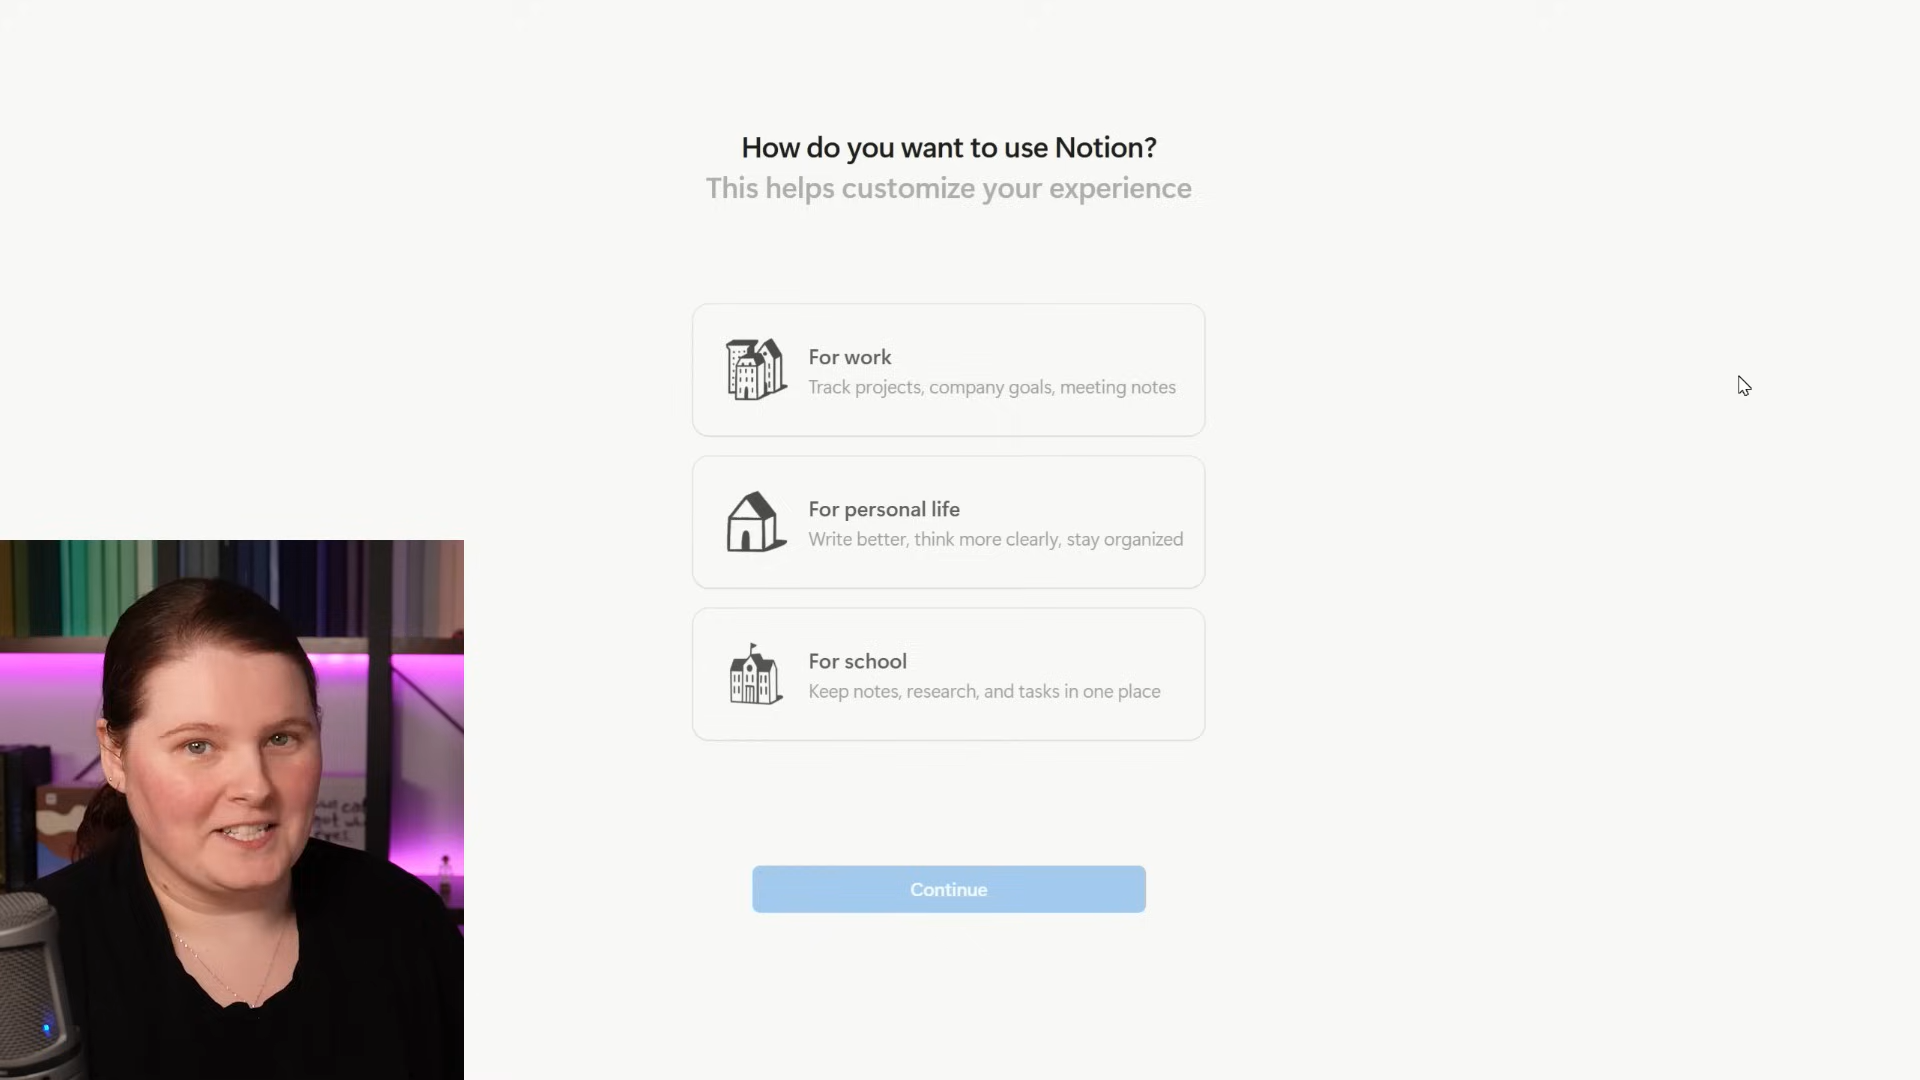 How do you want to use Notion?
This helps customize your experience
For work
Track projects, company goals, meeting notes
For personal life
Write better, think more clearly, stay organized
For school
Keep notes, research, and tasks in one place
Continue